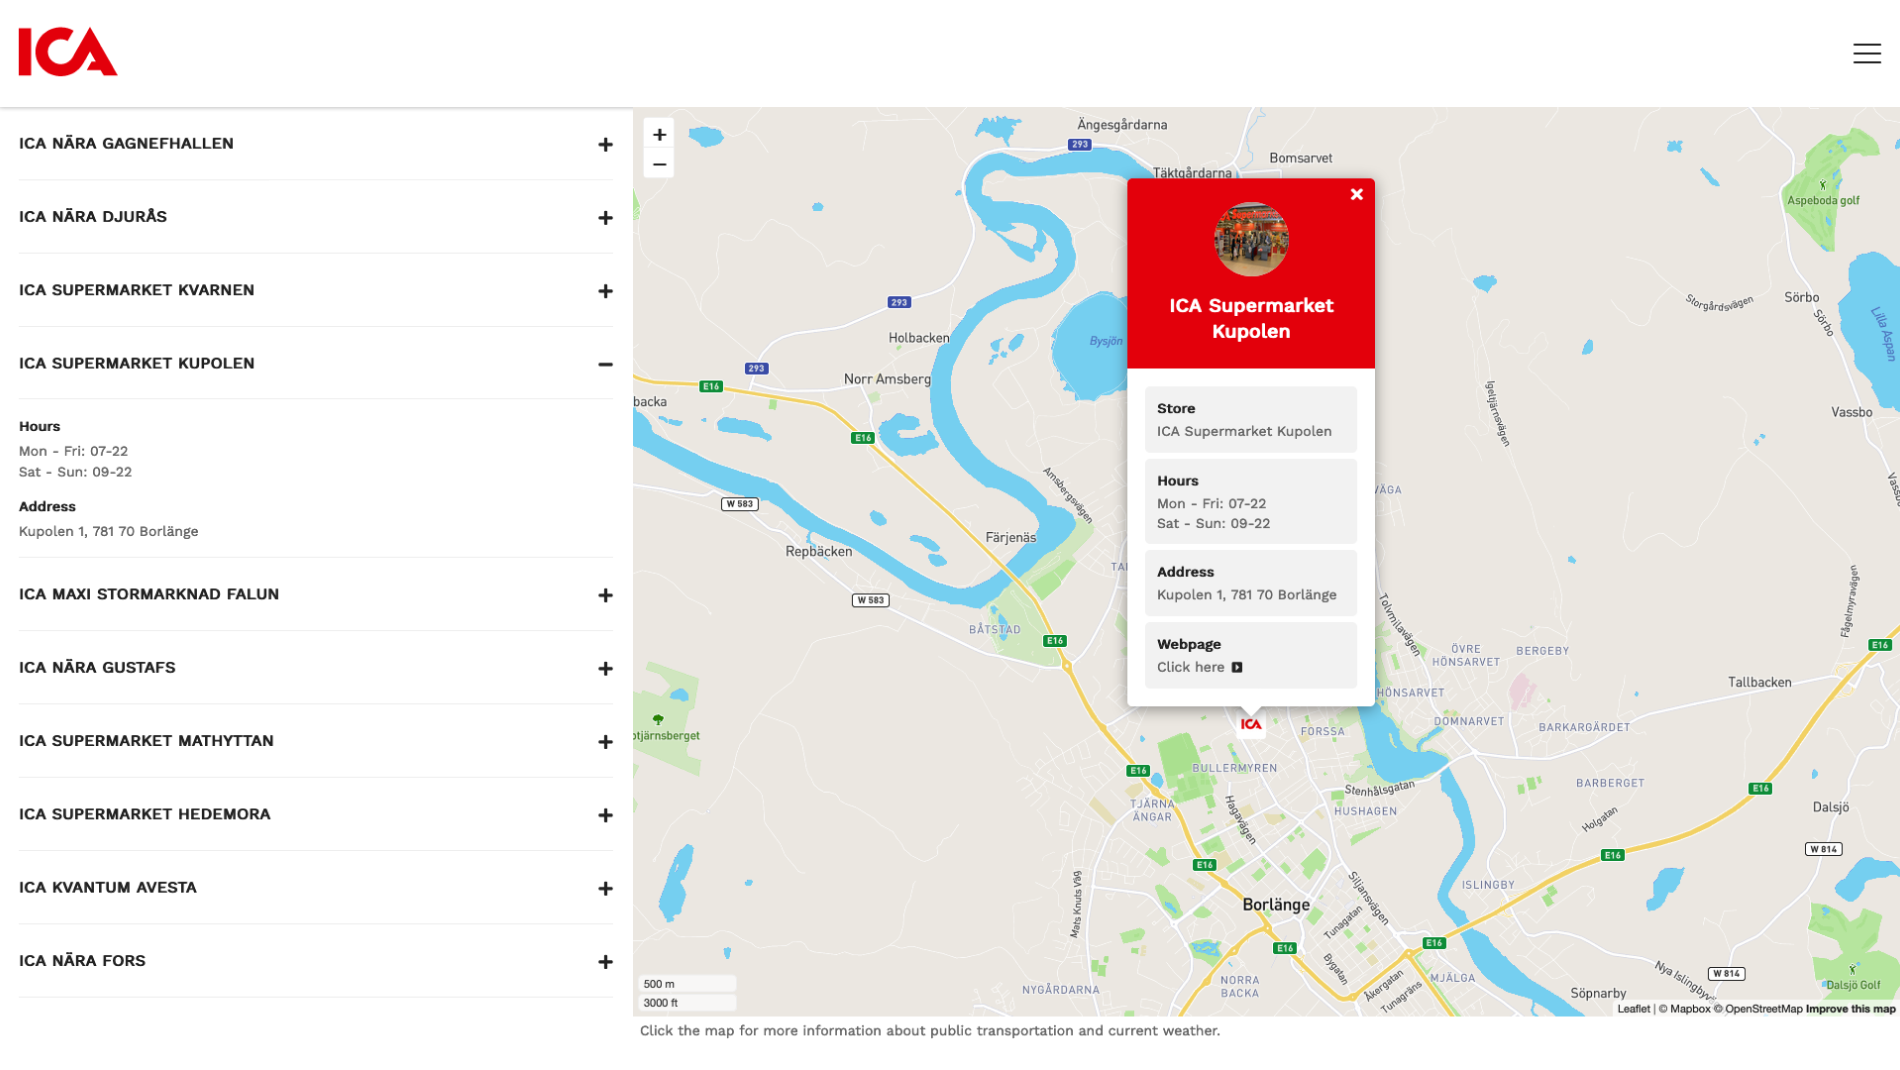 ICA
ICA NÄRA GAGNEFHALLEN
ICA NÄRA DJURÅS
ICA SUPERMARKET KVARNEN
ICA SUPERMARKET KUPOLEN
Hours
Mon - Fri: 07-22
Sat - Sun: 09-22
Address
Kupolen 1, 781 70 Borlänge
ICA MAXI STORMARKNAD FALUN
ICA NÄRA GUSTAFS
ICA SUPERMARKET MATHYTTAN
ICA SUPERMARKET HEDEMORA
ICA KVANTUM AVESTA
ICA NÄRA FORS
Ängesgårdarna
293
Bomsarvet
Täktgårdarna
Aspeboda golf
293
Holbacken
293
Norr Amsberg
E16
backa
E16
Bysjön
Storgårdsvägen
Sörbo
Sörbo
Lilla Aspan
Igeltjärnsvägen
Vassbo
ICA Supermarket
Kupolen
Store
ICA Supermarket Kupolen
Hours
Mon - Fri: 07-22
Sat - Sun: 09-22
Address
Kupolen 1, 781 70 Borlänge
Webpage
Click here
ICA
Amsbergsvägen
W 583
Färjenäs
Repbäcken
W 583
BÅTSTAD
E16
Tolvmilavägen
ÖVRE
HÖNSARVET
BERGEBY
Fågelmyravägen
E16
Tallbacken
HÖNSARVET
DOMNARVET
BARKARGÄRDET
FORSSA
tjärnsberget
E16
BULLERMYREN
BARBERGET
Stenhålsgatan
E16
TJÄRNA
ÄNGAR
Hagavägen
HUSHAGEN
Holgatan
Dalsjö
W 814
E16
E16
Mats Knuts Väg
Siljansvägen
ISLINGBY
Borlänge
Tunagatan
E16
E16
Bygatan
MJÄLGA
Nya Islingbyv
W 814
NORRA
BACKA
Åkergatan
Tunagräns
NYGÅRDARNA
Söpnarby
Dalsjö Golf
500 m
3000 ft
Leaflet | © Mapbox © OpenStreetMap Improve this map
Click the map for more information about public transportation and current weather.